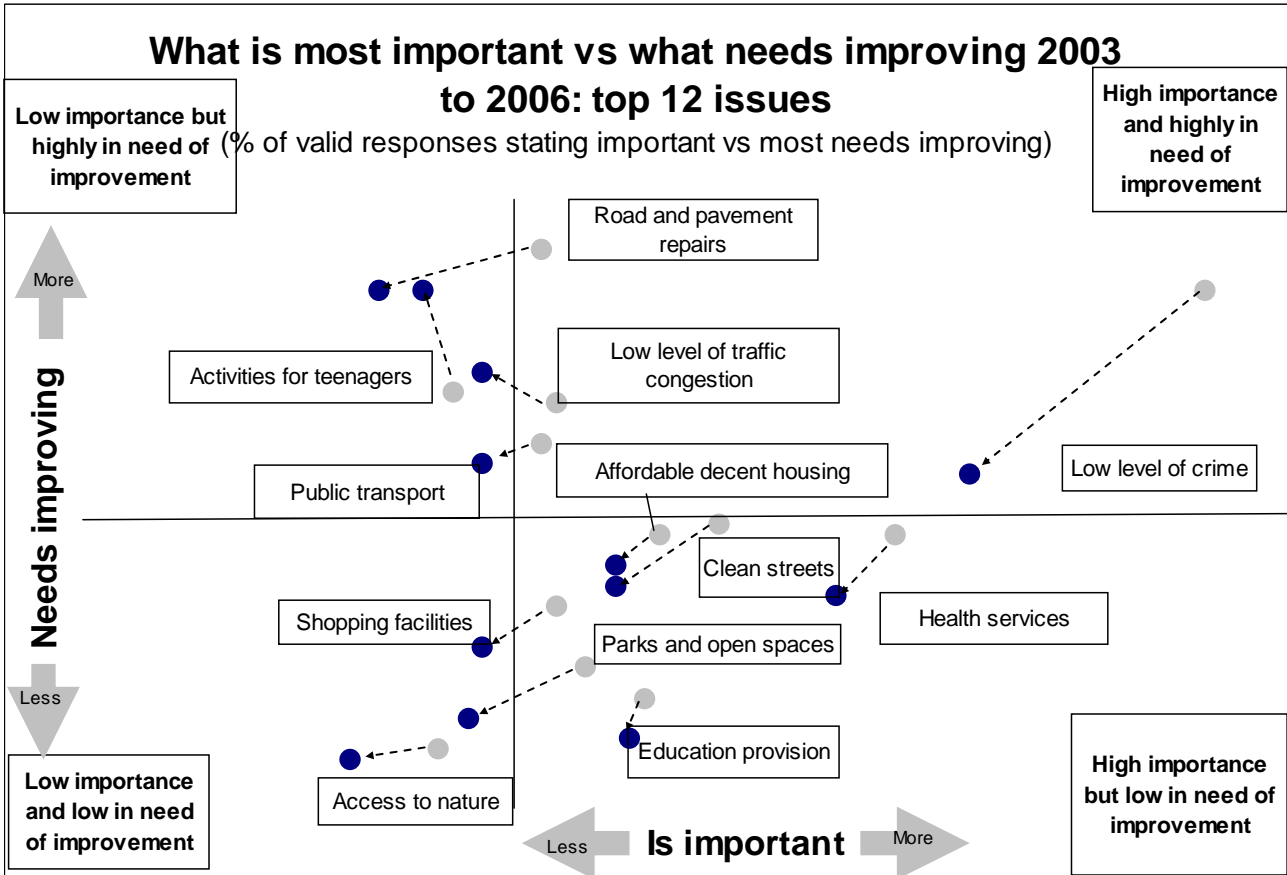 What is most important vs what needs improving 2003
to 2006: top 12 issues
(% of valid responses stating important vs most needs improving)
Low importance but
highly in need of
improvement
High importance
and highly in
need of
improvement
Road and pavement
repairs
More
Activities for teenagers
Low level of traffic
congestion
Needs improving
Public transport
Affordable decent housing
Low level of crime
Clean streets
Shopping facilities
Health services
Parks and open spaces
Less
Education provision
Access to nature
Low importance
and low in need
of improvement
High importance
but low in need of
improvement
Less
Is important
More